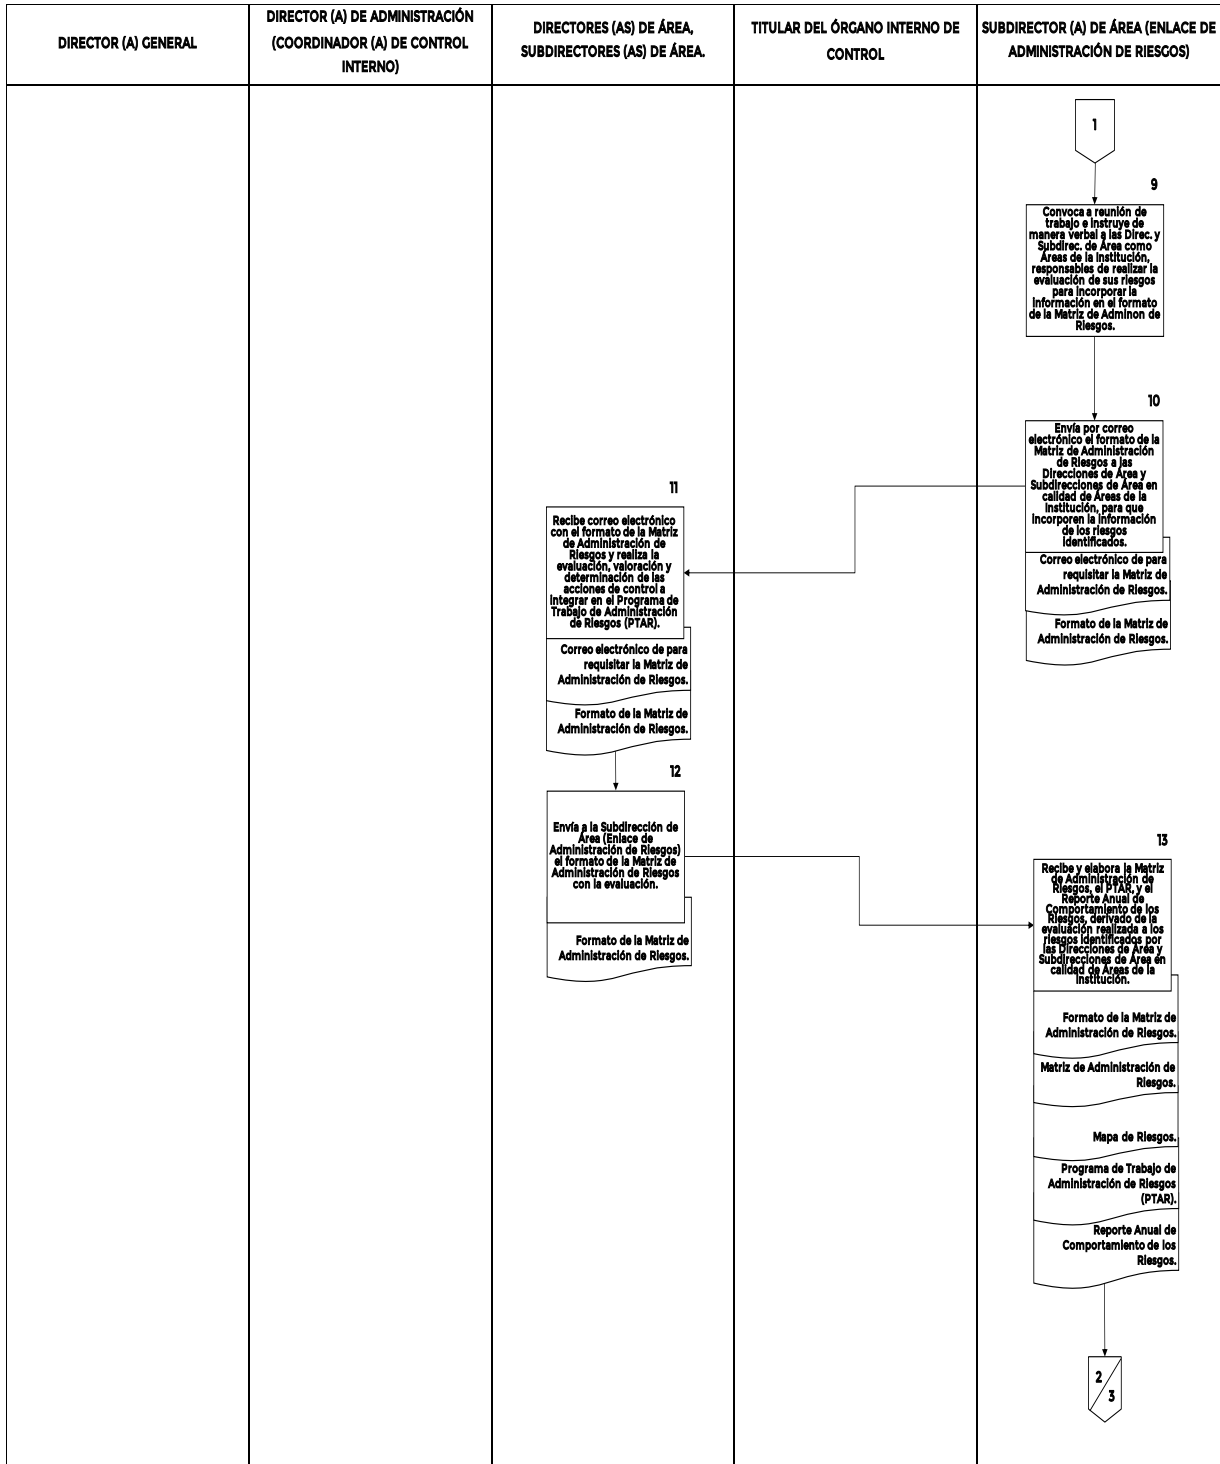 DIRECTOR (A) GENERAL
DIRECTOR (A) DE ADMINISTRACIÓN
(COORDINADOR (A) DE CONTROL
INTERNO)
DIRECTORES (AS) DE ÁREA,
SUBDIRECTORES (AS) DE ÁREA.
TITULAR DEL ÓRGANO INTERNO DE
CONTROL
SUBDIRECTOR (A) DE ÁREA (ENLACE DE
ADMINISTRACIÓN DE RIESGOS)
1
9
Convoca a reunión de
trabajo e instruye de
manera verbal a las Direc. y
Subdirec. de Área como
Áreas de la Institución,
responsables de realizar la
evaluación de sus riesgos
para incorporar la
información en el formato
de la Matriz de Adminon de
Riesgos.
10
Envía por correo
electrónico el formato de la
Matriz de Administración
de Riesgos a las
Direcciones de Área y
Subdirecciones de Área en
calidad de Áreas de la
Institución, para que
incorporen la información
de los riesgos
identificados.
Correo electrónico de para
requisitar la Matriz de
Administración de Riesgos.
Formato de la Matriz de
Administración de Riesgos.
11
Recibe correo electrónico
con el formato de la Matriz
de Administración de
Riesgos y realiza la
evaluación, valoración y
determinación de las
acciones de control a
integrar en el Programa de
Trabajo de Administración
de Riesgos (PTAR).
Correo electrónico de para
requisitar la Matriz de
Administración de Riesgos.
Formato de la Matriz de
Administración de Riesgos.
12
Envía a la Subdirección de
Área (Enlace de
Administración de Riesgos)
el formato de la Matriz de
Administración de Riesgos
con la evaluación.
Formato de la Matriz de
Administración de Riesgos.
13
Recibe y elabora la Matriz
de Administración de
Riesgos, el PTAR, y el
Reporte Anual de
Comportamiento de los
Riesgos, derivado de la
evaluación realizada a los
riesgos identificados por
las Direcciones de Área y
Subdirecciones de Área en
calidad de Áreas de la
Institución.
Formato de la Matriz de
Administración de Riesgos.
Matriz de Administración de
Riesgos.
Mapa de Riesgos.
Programa de Trabajo de
Administración de Riesgos
(PTAR).
Reporte Anual de
Comportamiento de los
Riesgos.
2
3